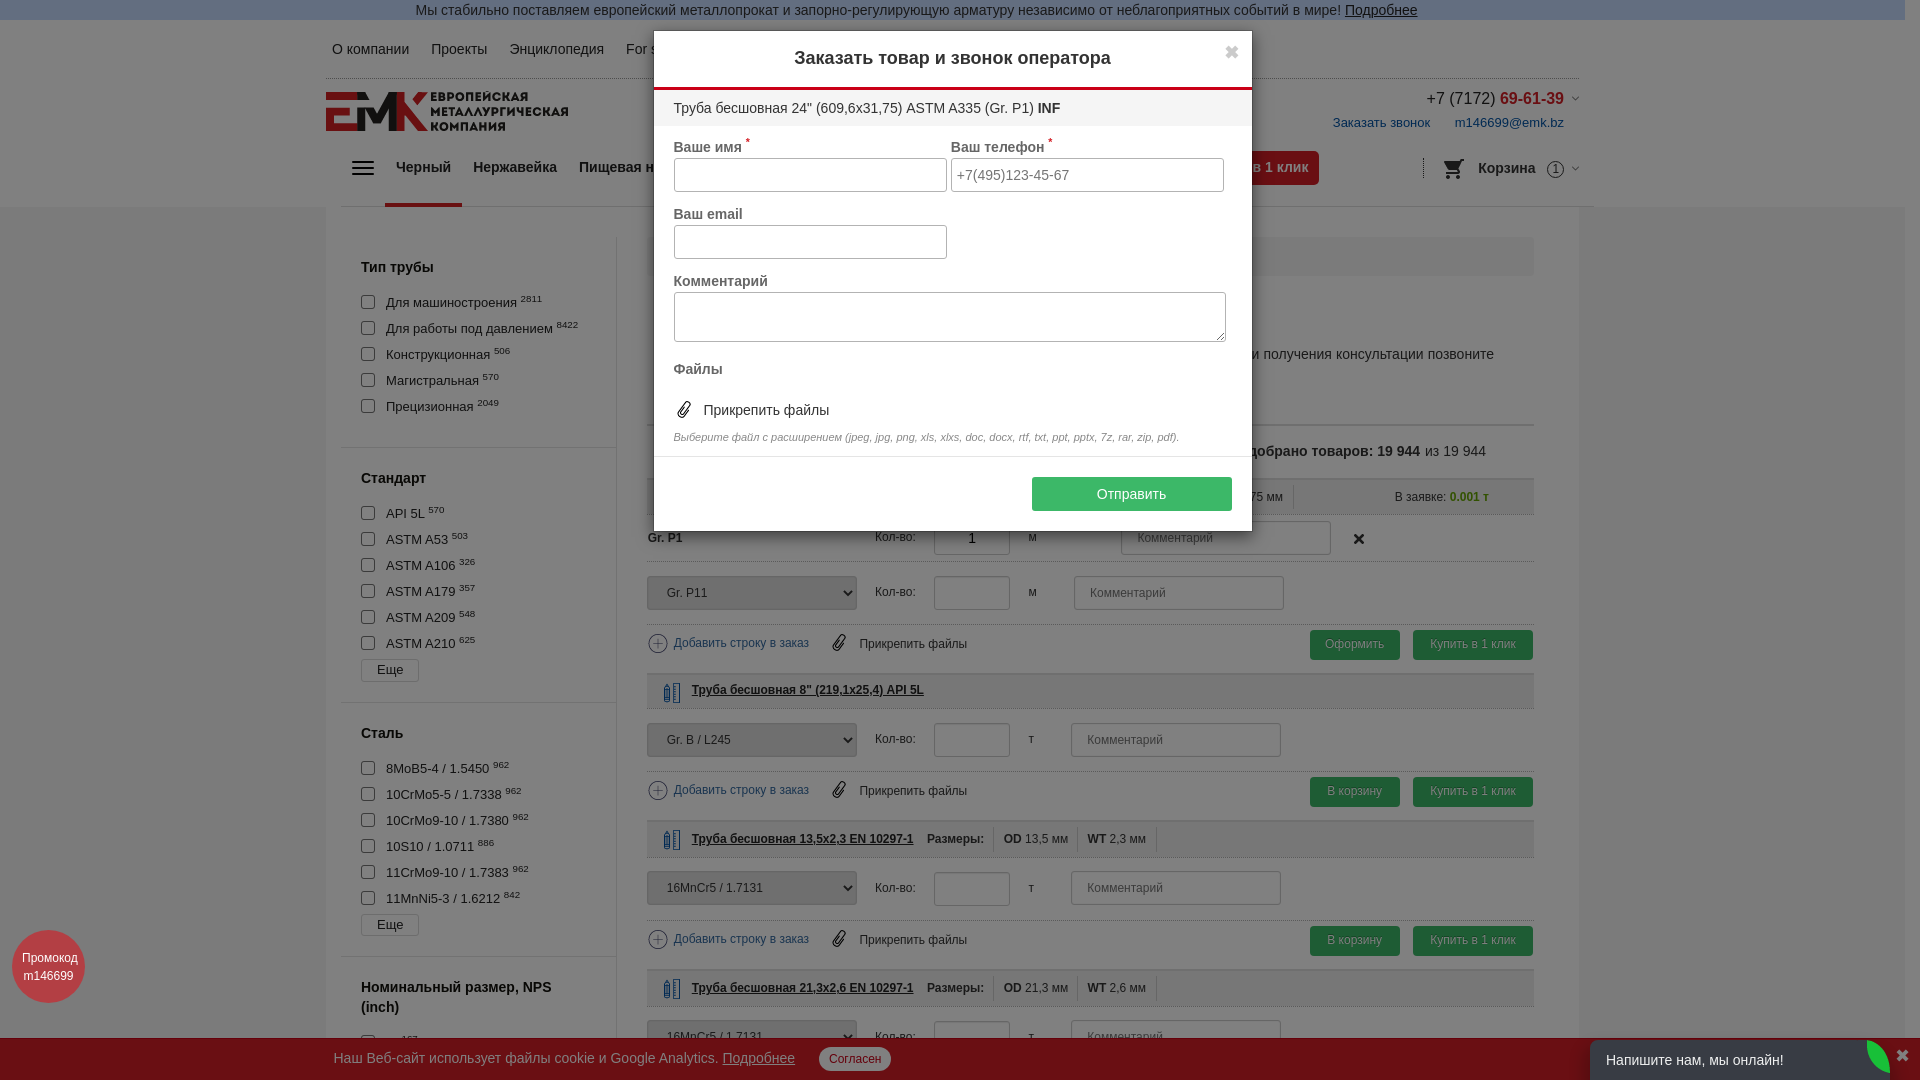 Мы стабильно поставляем европейский металлопрокат и запорно-регулирующую арматуру независимо от неблагоприятных событий в мире! Подробнее
О компании Проекты Энциклопедия For
ЕВРОПЕЙСКАЯ
EMK МЕТАЛЛУРГИЧЕСКАЯ
КОМПАНИЯ
+7 (7172) 69-61-39
Заказать звонок m146699@emk.bz
Черный Нержавейка Пищевая
в 1 клик
Корзина 1
Заказать товар и звонок оператора
✖
Труба бесшовная 24" (609,6x31,75) ASTM A335 (Gr. P1) INF
Ваше имя * Ваш телефон *
+7(495)123-45-67
Ваш email
Комментарий
Файлы
Прикрепить файлы
Выберите файл с расширением (jpeg, jpg, png, xls, xlxs, doc, docx, rtf, txt, ppt, pptx, 7z, rar, zip, pdf).
Отправить
Тип трубы
Для машиностроения 2811
Для работы под давлением 8422
Конструкционная 506
Магистральная 570
Прецизионная 2049
Стандарт
API 5L 570
ASTM A53 503
ASTM A106 326
ASTM A179 357
ASTM A209 548
ASTM A210 625
Еще
Сталь
8MoB5-4 / 1.5450 962
10CrMo5-5 / 1.7338 962
10CrMo9-10 / 1.7380 962
10S10 / 1.0711 886
11CrMo9-10 / 1.7383 962
11MnNi5-3 / 1.6212 842
Еще
Номинальный размер, NPS
(inch)
и получения консультации позвоните
товаров: 19 944 из 19 944
75 мм В заявке: 0.001 т
Gr. P1 Кол-во: 1 м Комментарий
Gr. P11 Кол-во: м Комментарий
Добавить строку в заказ Прикрепить файлы Оформить Купить в 1 клик
Труба бесшовная 8" (219,1x25,4) API 5L
Gr. B / L245 Кол-во: т Комментарий
Добавить строку в заказ Прикрепить файлы В корзину Купить в 1 клик
Труба бесшовная 13,5x2,3 EN 10297-1 Размеры: OD 13,5 мм WT 2,3 мм
16MnCr5 / 1.7131 Кол-во: т Комментарий
Добавить строку в заказ Прикрепить файлы В корзину Купить в 1 клик
Труба бесшовная 21,3x2,6 EN 10297-1 Размеры: OD 21,3 мм WT 2,6 мм
16MnCr5 / 1.7131 Кол-во: т Комментарий
Промокод
m146699
Наш Веб-сайт использует файлы cookie и Google Analytics. Подробнее Согласен
Напишите нам, мы онлайн!
✖